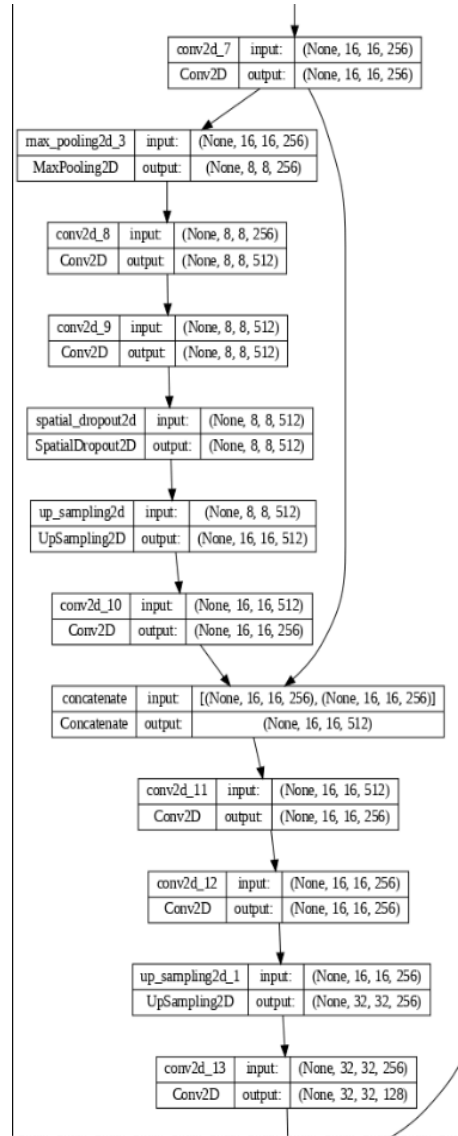 conv2d_7 input: (None, 16, 16, 256)
Conv2D output: (None, 16, 16, 256)
max_pooling2d_3 input: (None, 16, 16, 256)
MaxPooling2D output: (None, 8, 8, 256)
conv2d_8 input: (None, 8, 8, 256)
Conv2D output: (None, 8, 8, 512)
conv2d_9 input: (None, 8, 8, 512)
Conv2D output: (None, 8, 8, 512)
spatial_dropout2d input: (None, 8, 8, 512)
SpatialDropout2D output: (None, 8, 8, 512)
up_sampling2d input: (None, 8, 8, 512)
UpSampling2D output: (None, 16, 16, 512)
conv2d_10 input: (None, 16, 16, 512)
Conv2D output: (None, 16, 16, 256)
concatenate input: [(None, 16, 16, 256), (None, 16, 16, 256)]
Concatenate output: (None, 16, 16, 512)
conv2d_11 input: (None, 16, 16, 512)
Conv2D output: (None, 16, 16, 256)
conv2d_12 input: (None, 16, 16, 256)
Conv2D output: (None, 16, 16, 256)
up_sampling2d_1 input: (None, 16, 16, 256)
UpSampling2D output: (None, 32, 32, 256)
conv2d_13 input: (None, 32, 32, 256)
Conv2D output: (None, 32, 32, 128)